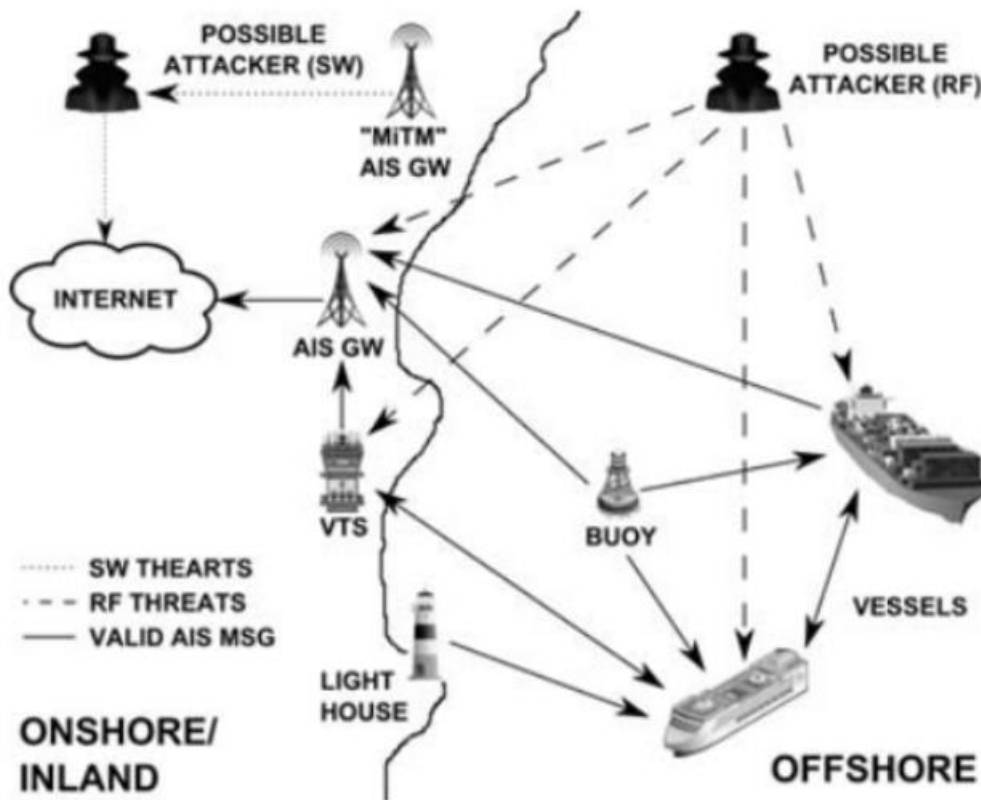 POSSIBLE
ATTACKER (SW)
POSSIBLE
ATTACKER (RF)
"MiTM"
AIS GW
INTERNET
AIS GW
VTS
BUOY
SW THEARTS
RF THREATS
VALID AIS MSG
VESSELS
LIGHT
HOUSE
ONSHORE/
INLAND
OFFSHORE